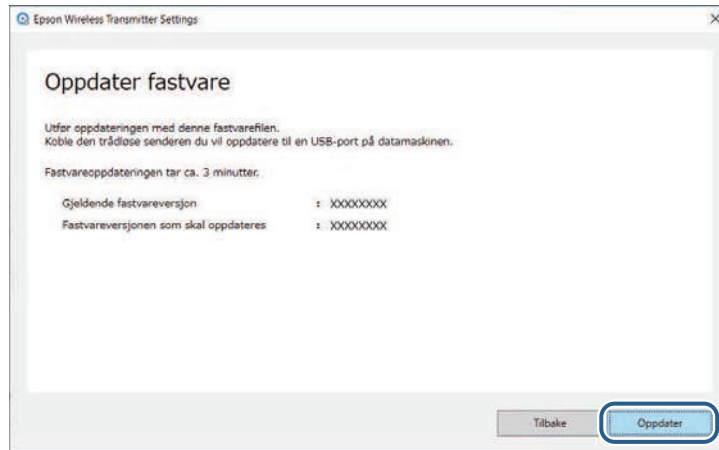 Epson Wireless Transmitter Settings
Oppdater fastvare
Utfør oppdateringen med denne fastvarefilen.
Koble den trådløse senderen du vil oppdatere til en USB-port på datamaskinen.
Fastvareoppdateringen tar ca. 3 minutter.
Gjeldende fastvareversjon : XXXXXXXX
Fastvareversjonen som skal oppdateres : XXXXXXXX
Tilbake Oppdater